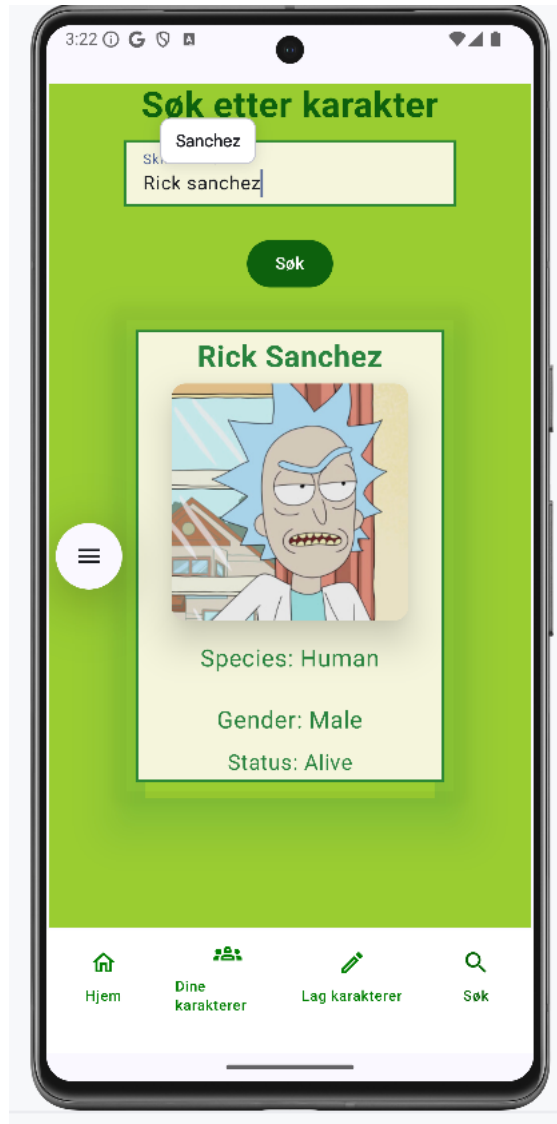 3:22
Søk etter karakter
Sanchez
Rick sanchez
Søk
Rick Sanchez
Species: Human
Gender: Male
Status: Alive
Hjem
Dine
karakterer
Lag karakterer
Søk